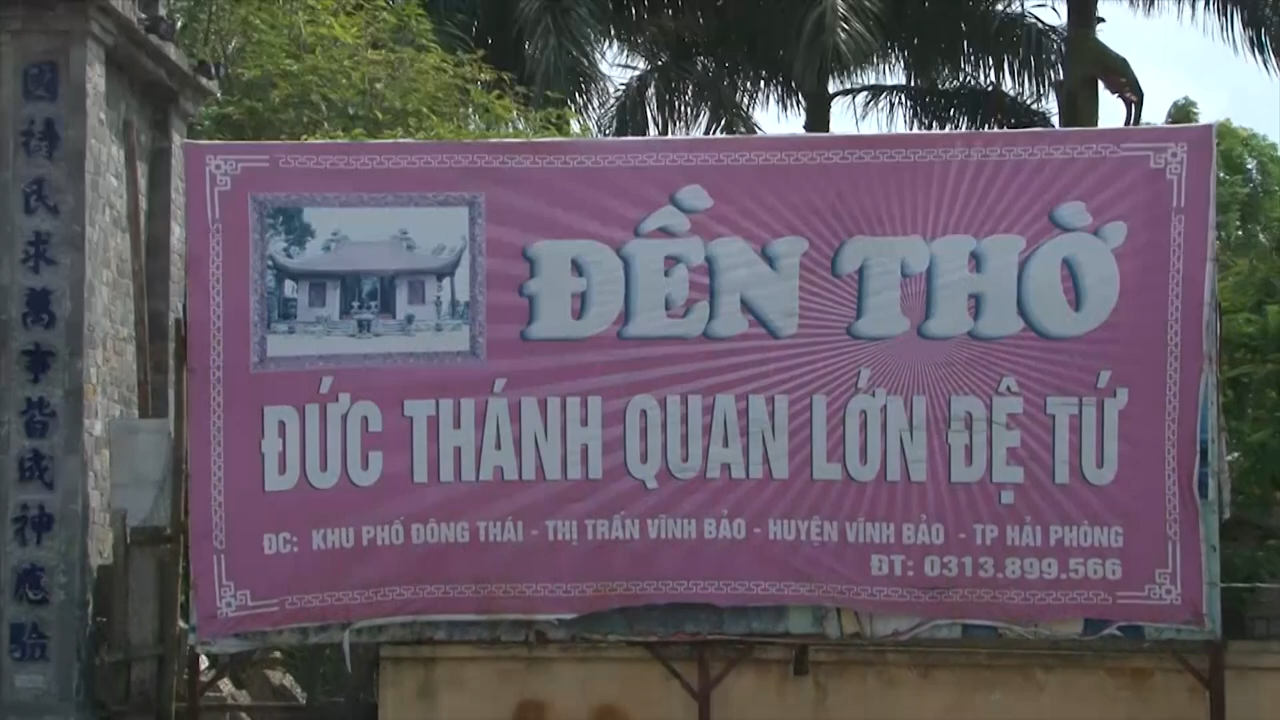 國禱民求萬事皆成神應驗
ĐỀN THỜ
ĐỨC THÁNH QUAN LỚN ĐỆ TỨ
ĐC: KHU PHỐ ĐÔNG THÁI - THỊ TRẤN VĨNH BẢO - HUYỆN VĨNH BẢO - TP HẢI PHÒNG
ĐT: 0313.899.566